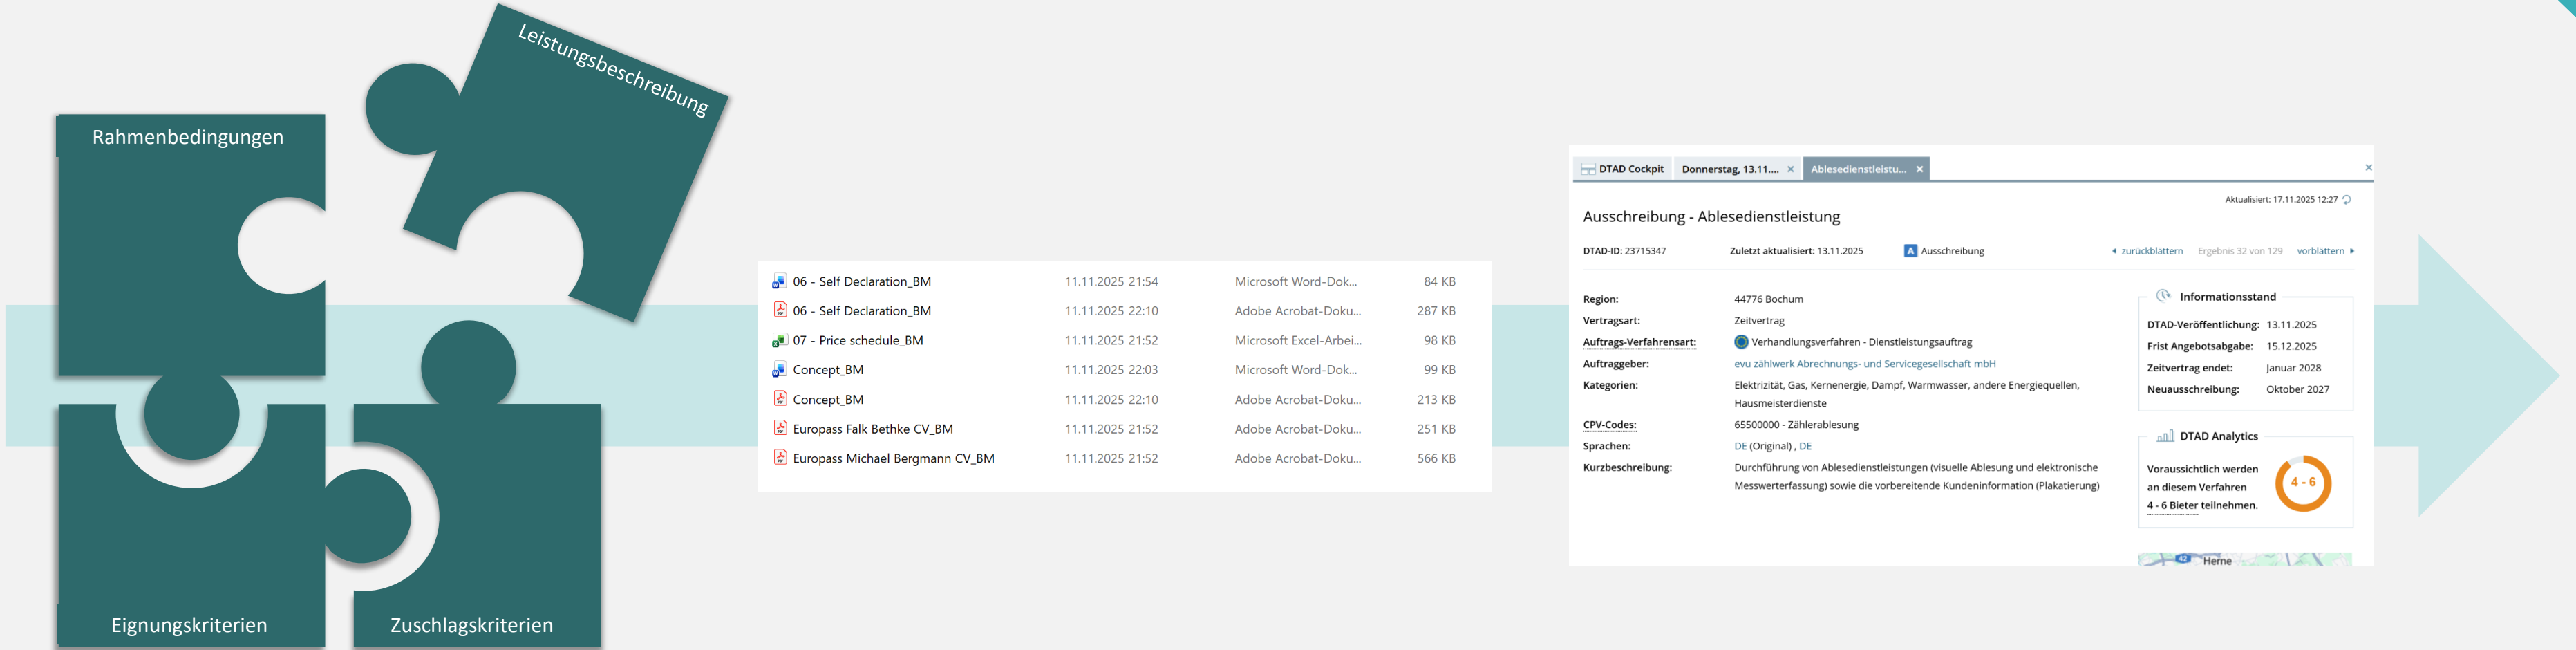 Leistungsbeschreibung
Rahmenbedingungen
Eignungskriterien
Zuschlagskriterien
06 - Self Declaration_BM 11.11.2025 21:54 Microsoft Word-Dok... 84 KB
06 - Self Declaration_BM 11.11.2025 22:10 Adobe Acrobat-Doku... 287 KB
07 - Price schedule_BM 11.11.2025 21:52 Microsoft Excel-Arbei... 98 KB
Concept_BM 11.11.2025 22:03 Microsoft Word-Dok... 99 KB
Concept_BM 11.11.2025 22:10 Adobe Acrobat-Doku... 213 KB
Europass Falk Bethke CV_BM 11.11.2025 21:52 Adobe Acrobat-Doku... 251 KB
Europass Michael Bergmann CV_BM 11.11.2025 21:52 Adobe Acrobat-Doku... 566 KB
DTAD Cockpit Donnerstag, 13.11.... × Ablesedienstleistu... × ×
Aktualisiert: 17.11.2025 12:27
Ausschreibung - Ablesedienstleistung
DTAD-ID: 23715347 Zuletzt aktualisiert: 13.11.2025 A Ausschreibung zurückblättern Ergebnis 32 von 129 vorblättern
Region: 44776 Bochum
Vertragsart: Zeitvertrag
Auftrags-Verfahrensart: Verhandlungsverfahren - Dienstleistungsauftrag
Auftraggeber: evu zählwerk Abrechnungs- und Servicegesellschaft mbH
Kategorien: Elektrizität, Gas, Kernenergie, Dampf, Warmwasser, andere Energiequellen,
Hausmeisterdienste
CPV-Codes: 65500000 - Zählerablesung
Sprachen: DE (Original) , DE
Kurzbeschreibung: Durchführung von Ablesedienstleistungen (visuelle Ablesung und elektronische
Messwerterfassung) sowie die vorbereitende Kundeninformation (Plakatierung)
Informationsstand
DTAD-Veröffentlichung: 13.11.2025
Frist Angebotsabgabe: 15.12.2025
Zeitvertrag endet: Januar 2028
Neuausschreibung: Oktober 2027
DTAD Analytics
Voraussichtlich werden
an diesem Verfahren
4 - 6 Bieter teilnehmen.
4 - 6
42 Herne